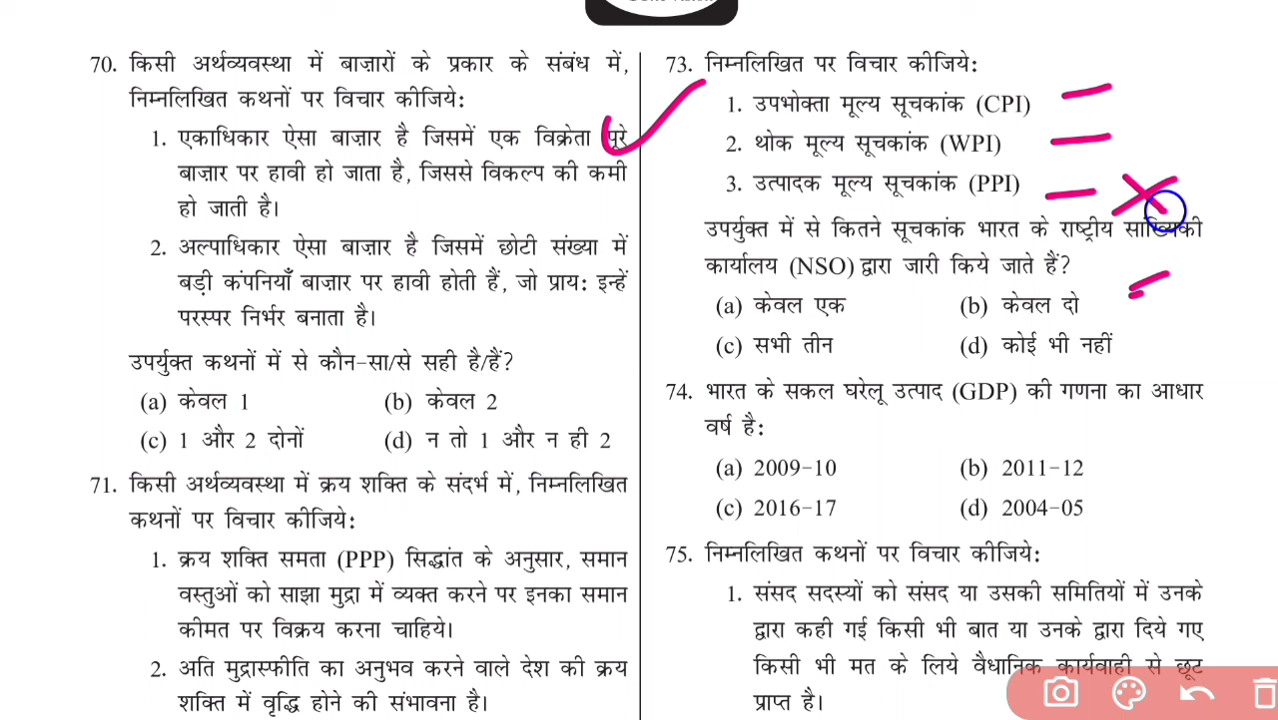 70. किसी अर्थव्यवस्था में बाज़ारों के प्रकार के संबंध में,
निम्नलिखित कथनों पर विचार कीजिये:
1. एकाधिकार ऐसा बाज़ार है जिसमें एक विक्रेता पूरे
बाज़ार पर हावी हो जाता है, जिससे विकल्प की कमी
हो जाती है।
2. अल्पाधिकार ऐसा बाज़ार है जिसमें छोटी संख्या में
बड़ी कंपनियाँ बाज़ार पर हावी होती हैं, जो प्राय: इन्हें
परस्पर निर्भर बनाता है।
उपर्युक्त कथनों में से कौन-सा/से सही है/हैं?
(a) केवल 1 (b) केवल 2
(c) 1 और 2 दोनों (d) न तो 1 और न ही 2
71. किसी अर्थव्यवस्था में क्रय शक्ति के संदर्भ में, निम्नलिखित
कथनों पर विचार कीजिये:
1. क्रय शक्ति समता (PPP) सिद्धांत के अनुसार, समान
वस्तुओं को साझा मुद्रा में व्यक्त करने पर इनका समान
कीमत पर विक्रय करना चाहिये।
2. अति मुद्रास्फीति का अनुभव करने वाले देश की क्रय
शक्ति में वृद्धि होने की संभावना है।
73. निम्नलिखित पर विचार कीजिये:
1. उपभोक्ता मूल्य सूचकांक (CPI)
2. थोक मूल्य सूचकांक (WPI)
3. उत्पादक मूल्य सूचकांक (PPI)
उपर्युक्त में से कितने सूचकांक भारत के राष्ट्रीय सांख्यिकी
कार्यालय (NSO) द्वारा जारी किये जाते हैं?
(a) केवल एक (b) केवल दो
(c) सभी तीन (d) कोई भी नहीं
74. भारत के सकल घरेलू उत्पाद (GDP) की गणना का आधार
वर्ष है:
(a) 2009-10 (b) 2011-12
(c) 2016-17 (d) 2004-05
75. निम्नलिखित कथनों पर विचार कीजिये:
1. संसद सदस्यों को संसद या उसकी समितियों में उनके
द्वारा कही गई किसी भी बात या उनके द्वारा दिये गए
किसी भी मत के लिये वैधानिक कार्यवाही से छूट
प्राप्त है।